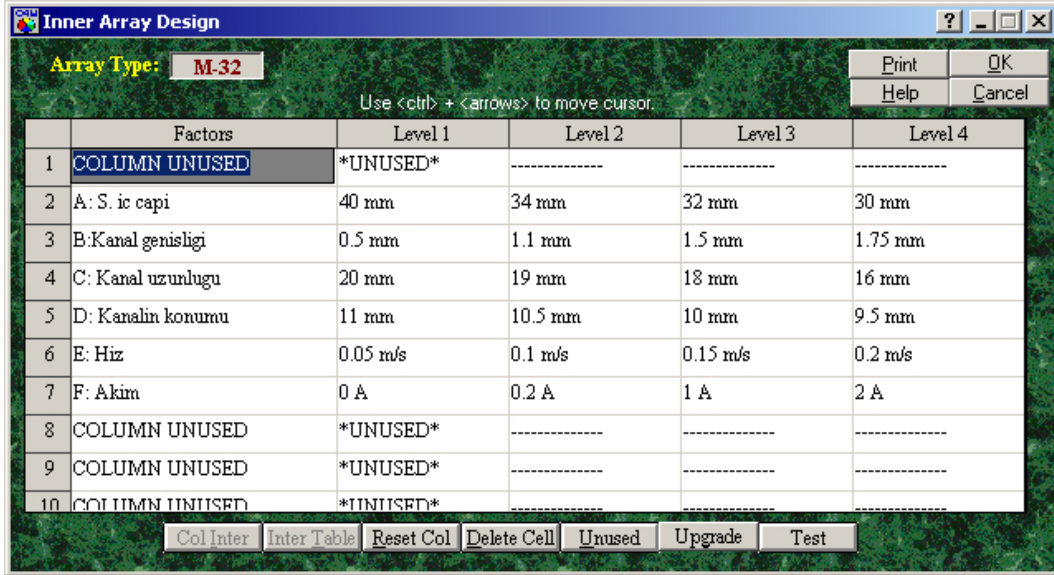 Inner Array Design
Array Type: M-32 Print OK
Help Cancel
Use <ctrl> + <arrows> to move cursor.
Factors Level 1 Level 2 Level 3 Level 4
1 COLUMN UNUSED *UNUSED* -------------- -------------- --------------
2 A: S. ic capi 40 mm 34 mm 32 mm 30 mm
3 B:Kanal genisligi 0.5 mm 1.1 mm 1.5 mm 1.75 mm
4 C: Kanal uzunlugu 20 mm 19 mm 18 mm 16 mm
5 D: Kanalin konumu 11 mm 10.5 mm 10 mm 9.5 mm
6 E: Hiz 0.05 m/s 0.1 m/s 0.15 m/s 0.2 m/s
7 F: Akim 0 A 0.2 A 1 A 2 A
8 COLUMN UNUSED *UNUSED* -------------- -------------- --------------
9 COLUMN UNUSED *UNUSED* -------------- -------------- --------------
10 COLUMN UNUSED *UNUSED* -------------- -------------- --------------
Col Inter Inter Table Reset Col Delete Cell Unused Upgrade Test